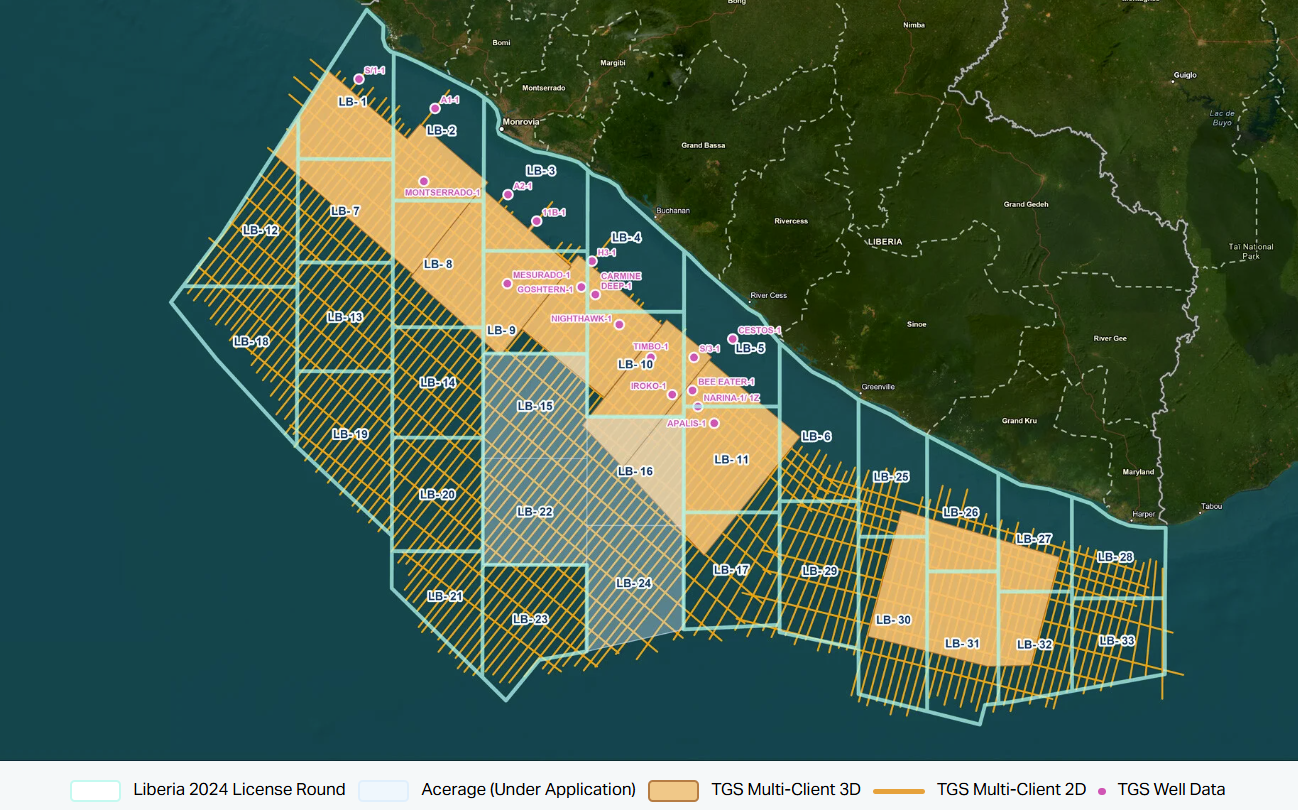 Bong
Montagnes
Nimba
Bomi
Margibi
Montserrado
Guiglo
Lac de
Buyo
S/1-1
LB-1
A1-1
LB-2
Monrovia
Grand Bassa
LB-3
MONTSERRADO-1
A2-1
Grand Gedeh
LB-7
11B-1
Buchanan
Rivercess
LB-12
LB-4
LIBERIA
Taï National
Park
H3-1
LB-8
MESURADO-1
CARMINE
DEEP-1
GOSHTERN-1
River Cess
LB-13
NIGHTHAWK-1
LB-9
CESTOS-1
Sinoe
LB-18
TIMBO-1
S/3-1
LB-5
River Gee
LB-10
LB-14
IROKO-1
BEE EATER-1
Greenville
NARINA-1/1Z
LB-15
APALIS-1
Grand Kru
LB-19
LB-6
LB-11
LB-16
LB-25
Maryland
LB-20
LB-22
LB-26
Harper
Tabou
LB-27
LB-28
LB-17
LB-29
LB-24
LB-21
LB-23
LB-30
LB-31
LB-32
LB-33
Liberia 2024 License Round
Acerage (Under Application)
TGS Multi-Client 3D
TGS Multi-Client 2D
TGS Well Data